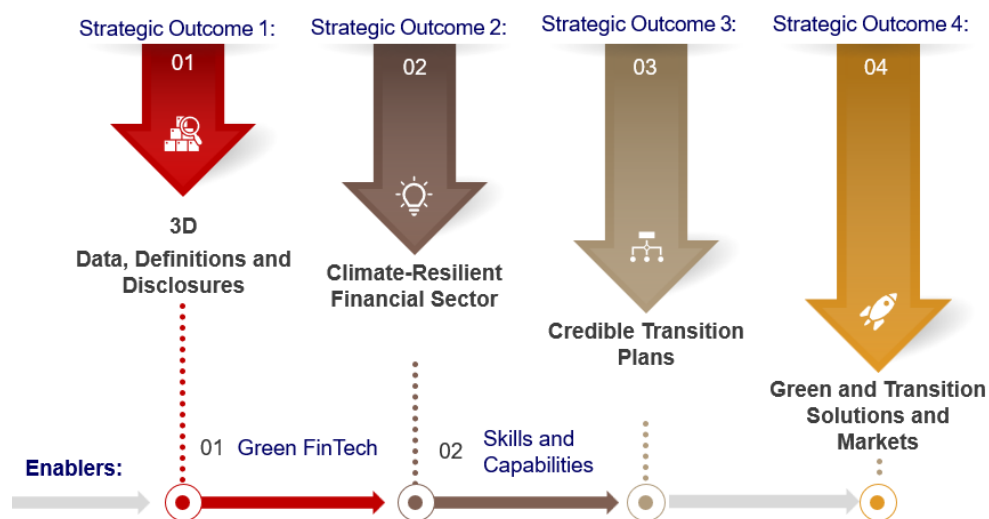 Strategic Outcome 1:
01
3D
Data, Definitions and
Disclosures
Strategic Outcome 2:
02
Climate-Resilient
Financial Sector
Strategic Outcome 3:
03
Credible Transition
Plans
Strategic Outcome 4:
04
Green and Transition
Solutions and
Markets
Enablers:
01 Green FinTech
02 Skills and
Capabilities